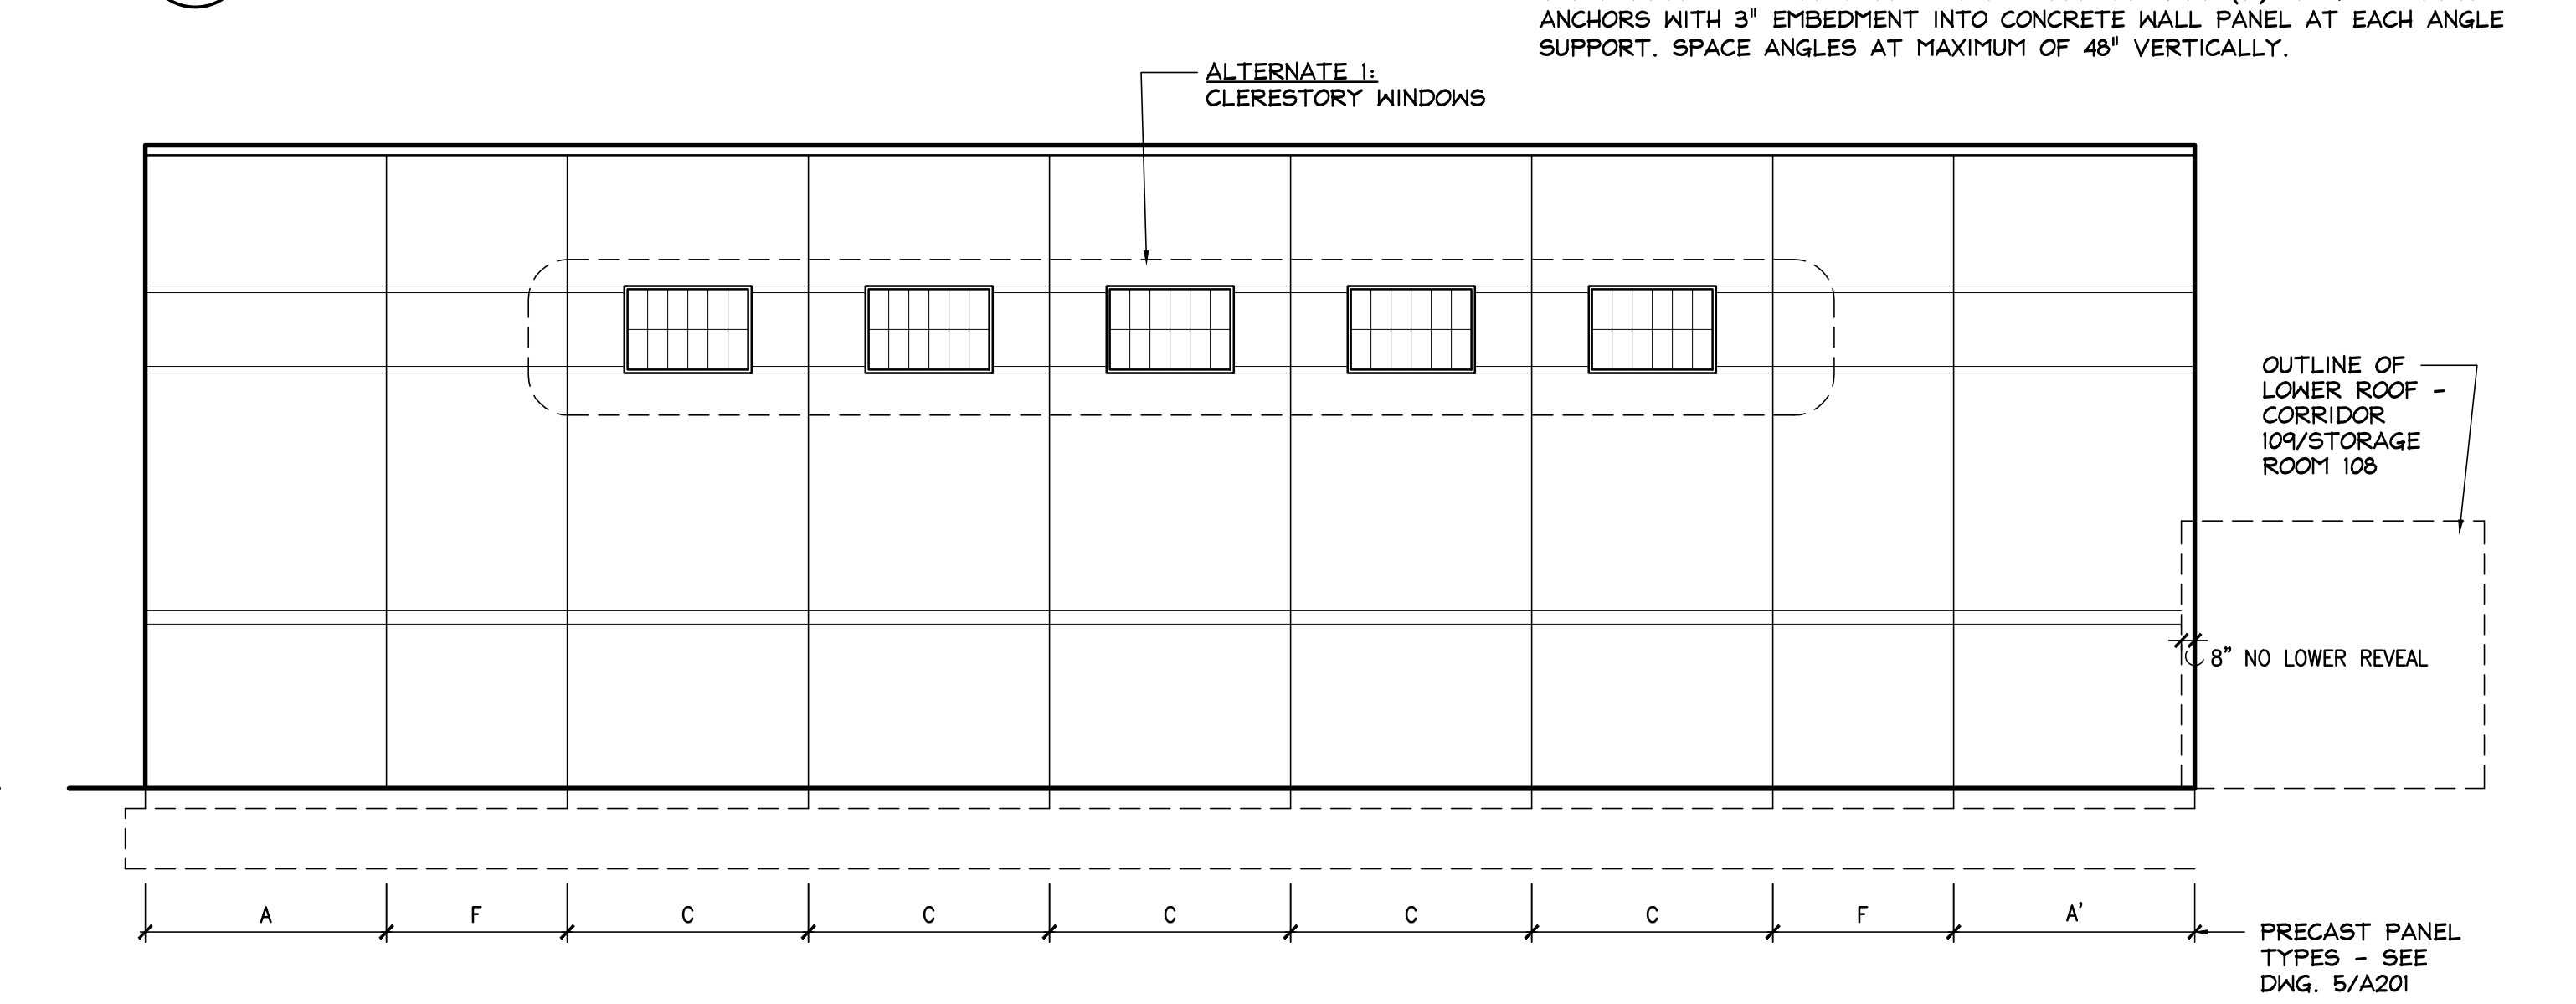 ANCHORS WITH 3" EMBEDMENT INTO CONCRETE WALL PANEL AT EACH ANGLE
SUPPORT. SPACE ANGLES AT MAXIMUM OF 48" VERTICALLY.
ALTERNATE 1:
CLERESTORY WINDOWS
OUTLINE OF
LOWER ROOF -
CORRIDOR
109/STORAGE
ROOM 108
8" NO LOWER REVEAL
A F C C C C C F A'
PRECAST PANEL
TYPES - SEE
DWG. 5/A201